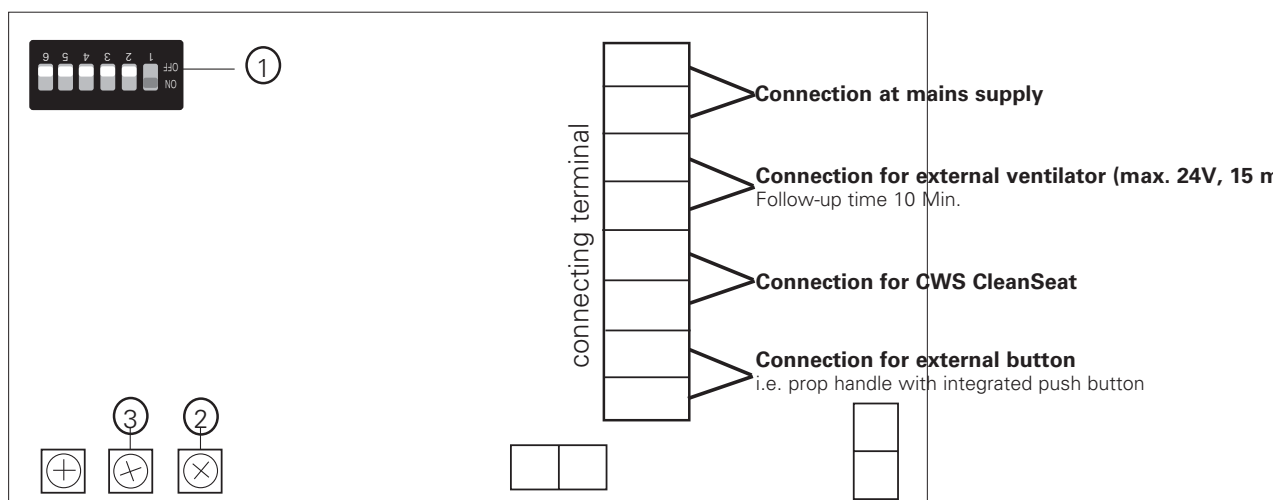 6 5 4 3 2 1
OFF
ON
1
connecting terminal
Connection at mains supply
Connection for external ventilator (max. 24V, 15 m
Follow-up time 10 Min.
Connection for CWS CleanSeat
Connection for external button
i.e. prop handle with integrated push button
3 2